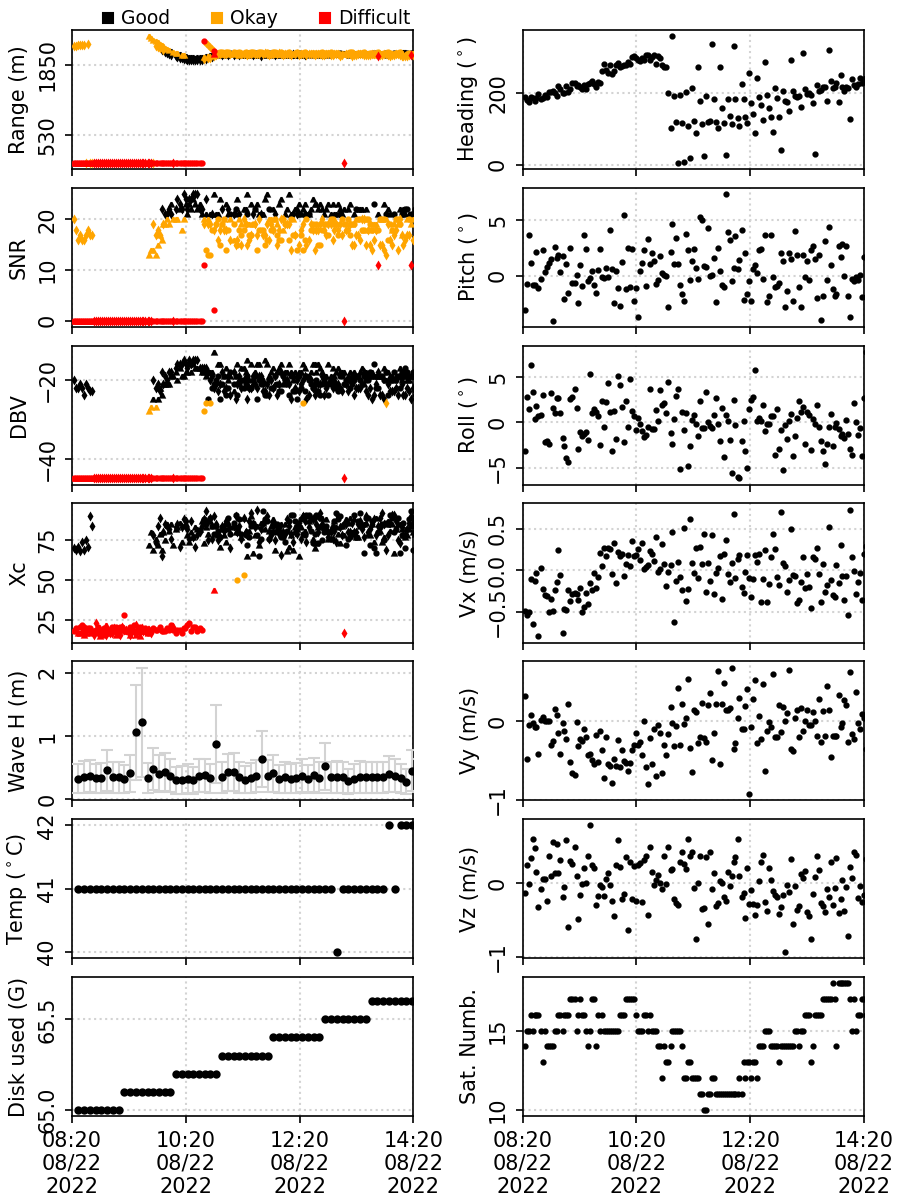 Good Okay Difficult
Range (m)
1850
530
Heading (°)
200
0
SNR
20
10
0
Pitch (°)
5
0
DBV
−20
−40
Roll (°)
5
0
−5
Xc
75
50
25
Vx (m/s)
0.5
0.0
−0.5
Wave H (m)
2
1
0
Vy (m/s)
0
−1
Temp (°C)
42
41
40
Vz (m/s)
0
−1
Disk used (G)
65.5
65.0
Sat. Numb.
15
10
08:20 10:20 12:20 14:20
08/22 08/22 08/22 08/22
2022 2022 2022 2022
08:20 10:20 12:20 14:20
08/22 08/22 08/22 08/22
2022 2022 2022 2022